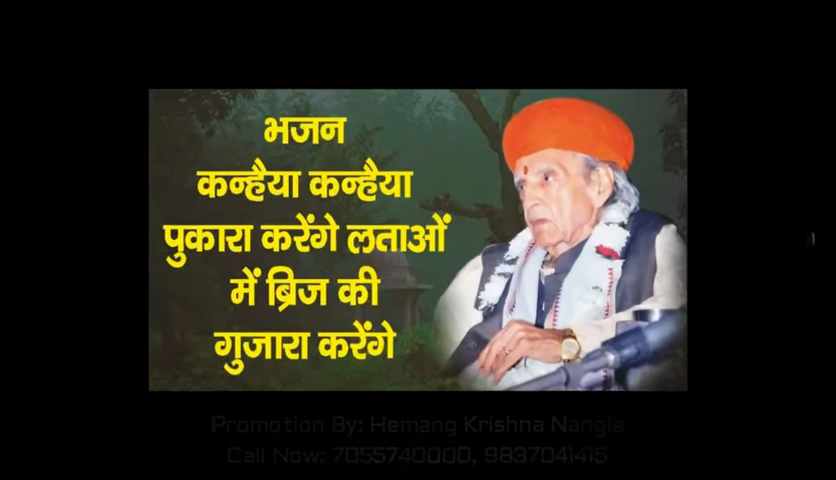 भजन
कन्हैया कन्हैया
पुकारा करेंगे लताओं
में ब्रिज की
गुजारा करेंगे
Promotion By: Hemang Krishna Nangia
Call Now: 7055740000, 9837041415